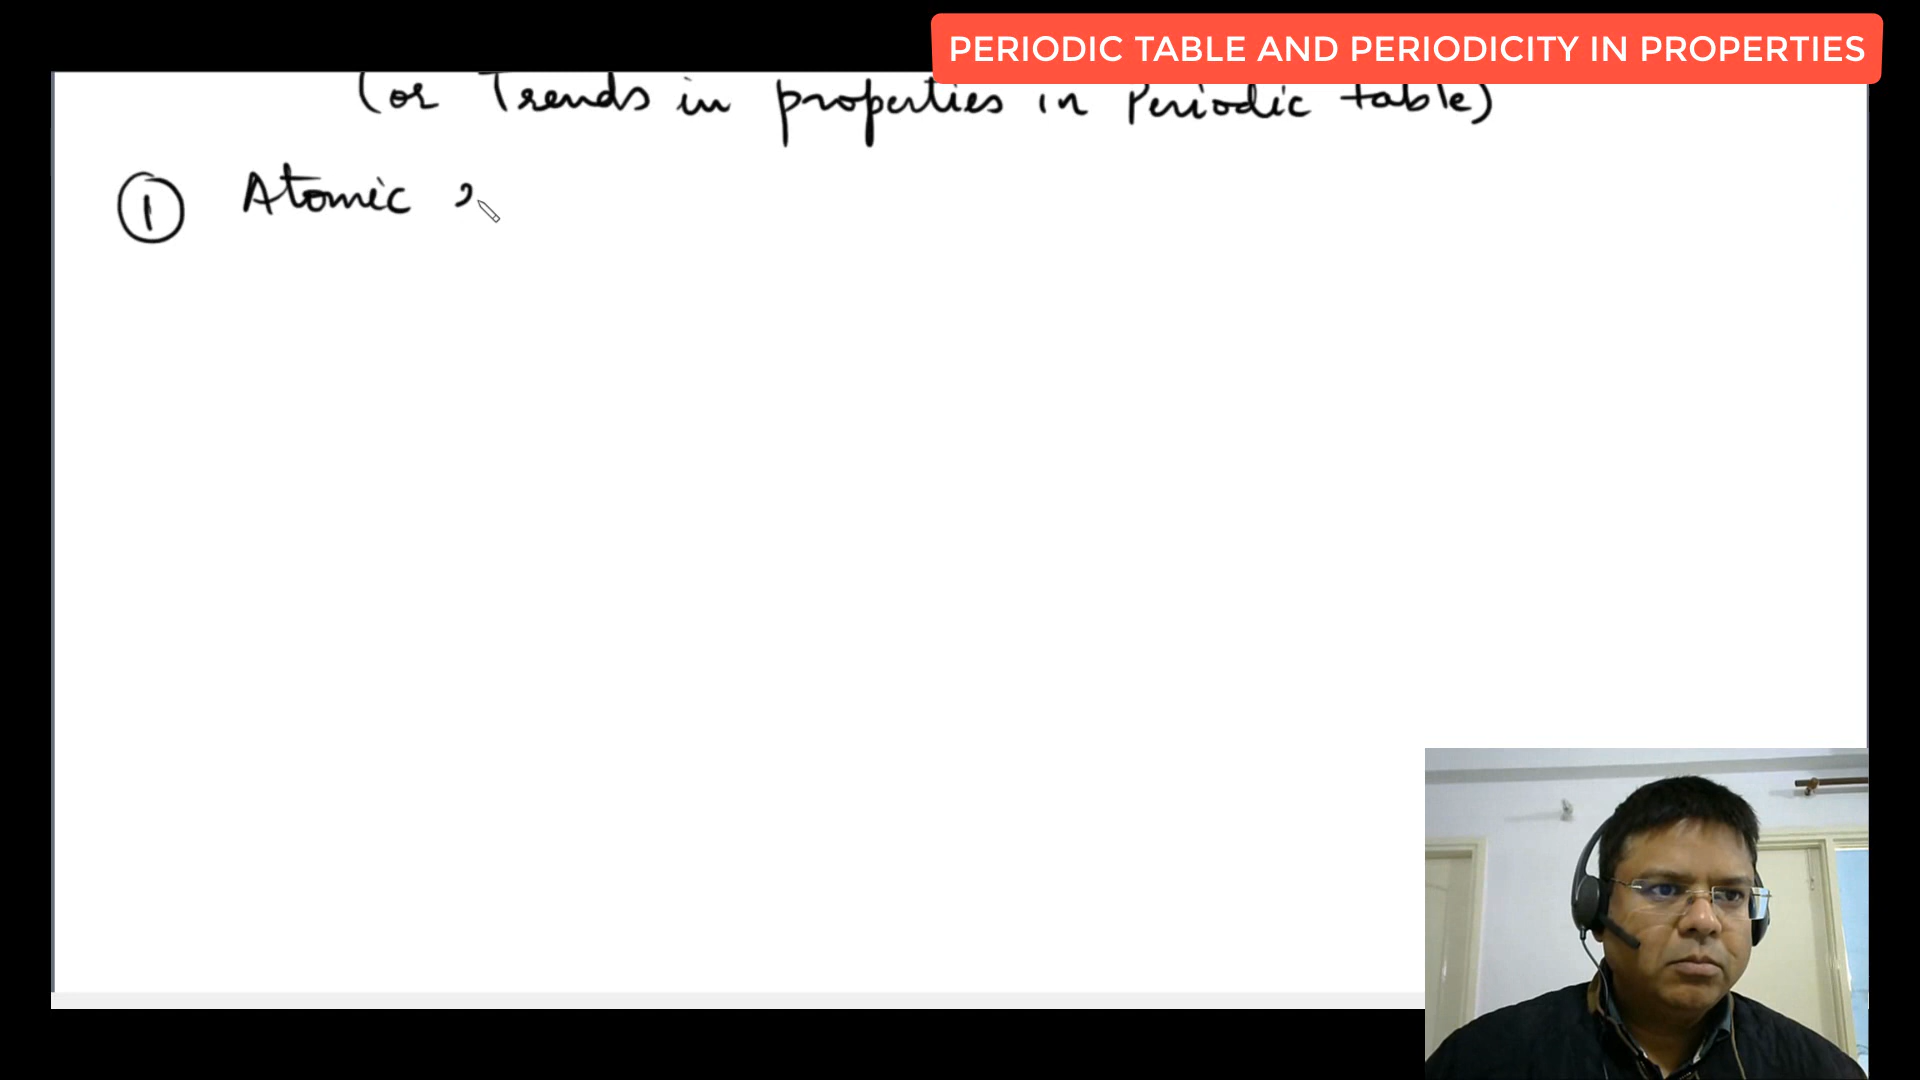 PERIODIC TABLE AND PERIODICITY IN PROPERTIES
(or Trends in properties in Periodic table)
① Atomic